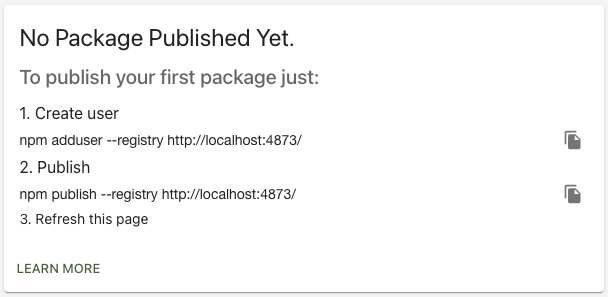 No Package Published Yet.
To publish your first package just:
1. Create user
npm adduser --registry http://localhost:4873/
2. Publish
npm publish --registry http://localhost:4873/
3. Refresh this page
LEARN MORE